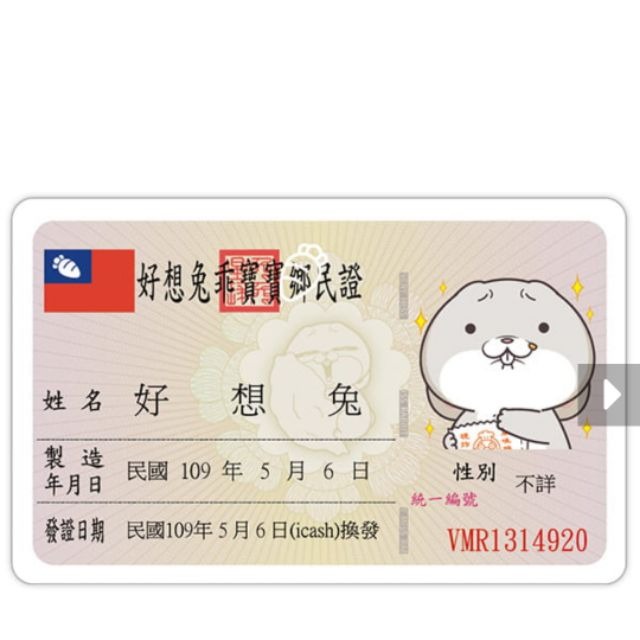 好想兔乖寶寶鄉民證
姓名 好想兔
製造年月日 民國 109 年 5 月 6 日
性別 不詳
統一編號
VMR1314920
發證日期 民國109年5月6日(icash)換發